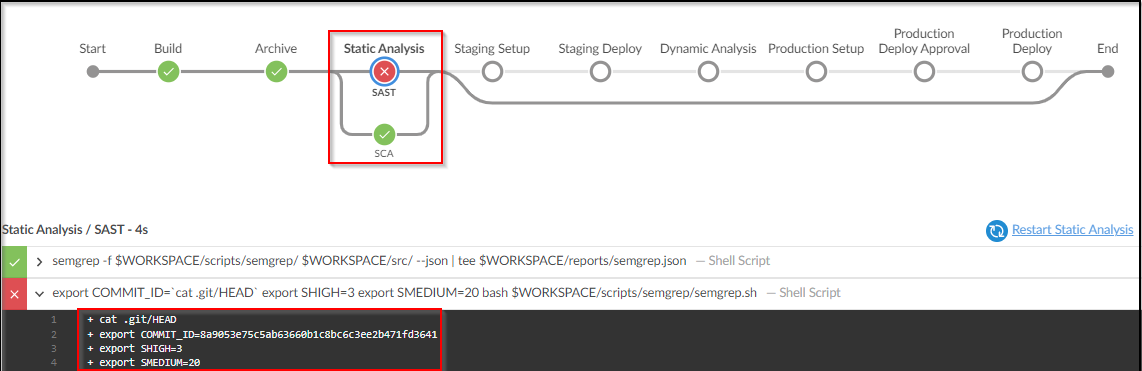 Start
Build
Archive
Static Analysis
Staging Setup
Staging Deploy
Dynamic Analysis
Production Setup
Production
Deploy Approval
Production
Deploy
End
SAST
SCA
Static Analysis / SAST - 4s
Restart Static Analysis
semgrep -f $WORKSPACE/scripts/semgrep/ $WORKSPACE/src/ --json | tee $WORKSPACE/reports/semgrep.json — Shell Script
export COMMIT_ID=`cat .git/HEAD` export SHIGH=3 export SMEDIUM=20 bash $WORKSPACE/scripts/semgrep/semgrep.sh — Shell Script
1 + cat .git/HEAD
2 + export COMMIT_ID=8a9053e75c5ab63660b1c8bc6c3ee2b471fd3641
3 + export SHIGH=3
4 + export SMEDIUM=20